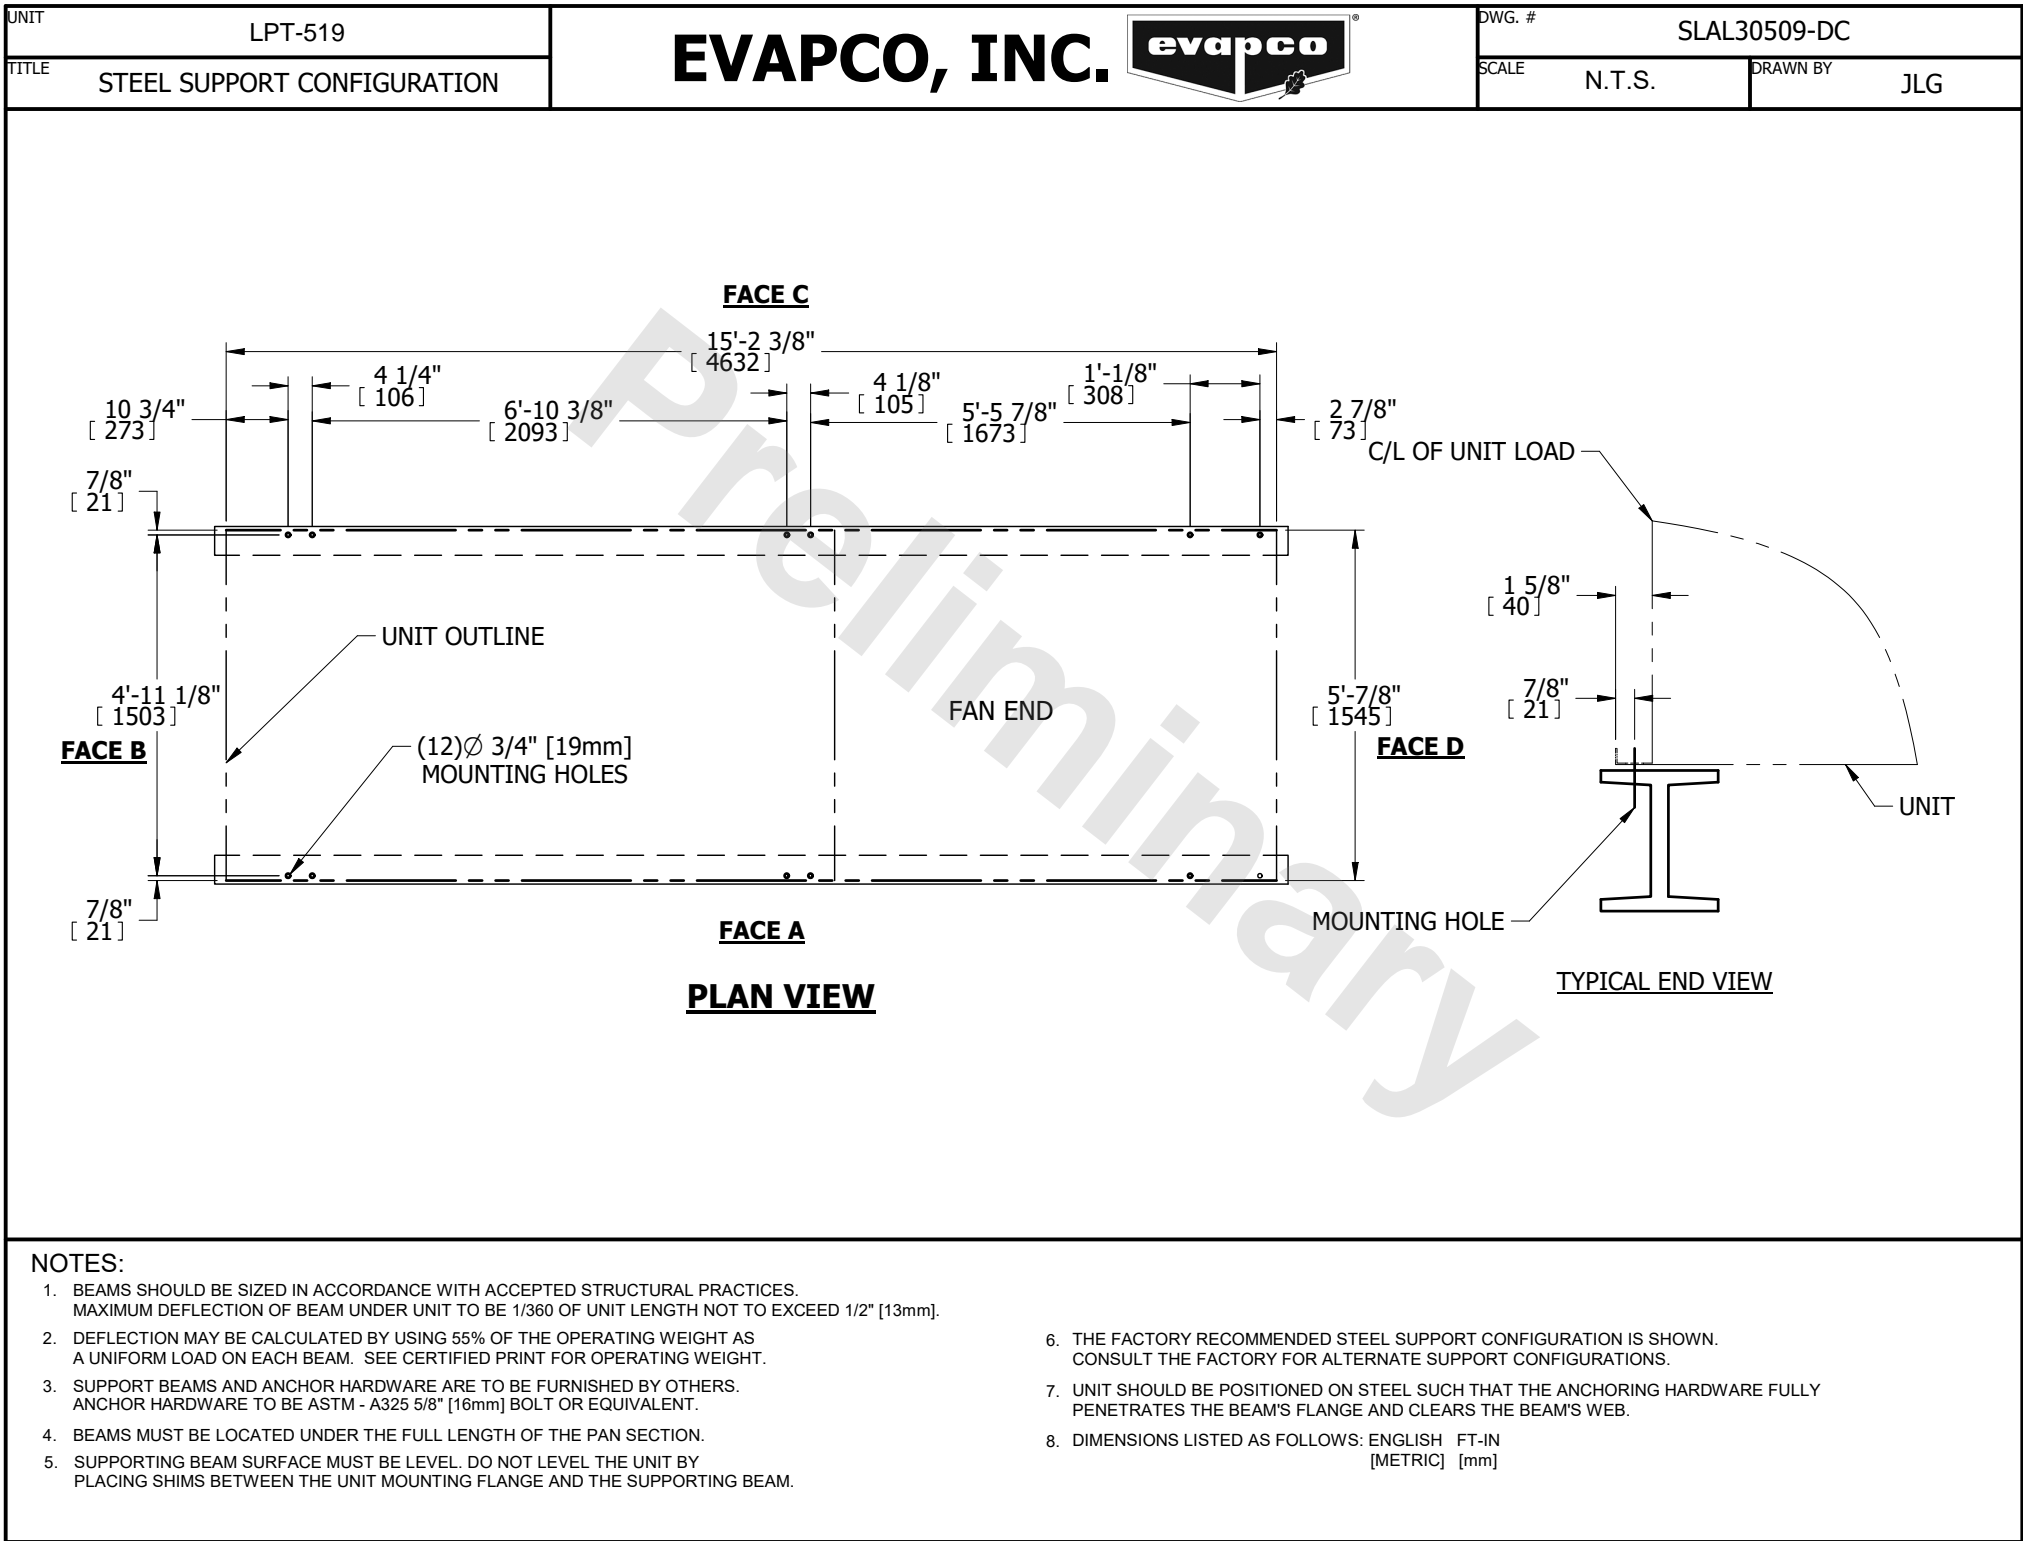 UNIT
LPT-519
TITLE
STEEL SUPPORT CONFIGURATION
EVAPCO, INC.
evapco
®
DWG. #
SLAL30509-DC
SCALE
N.T.S.
DRAWN BY
JLG
FACE C
15'-2 3/8"
[ 4632 ]
4 1/4"
[ 106 ]
4 1/8"
[ 105 ]
1'-1/8"
[ 308 ]
10 3/4"
[ 273 ]
6'-10 3/8"
[ 2093 ]
5'-5 7/8"
[ 1673 ]
2 7/8"
[ 73 ]
C/L OF UNIT LOAD
7/8"
[ 21 ]
1 5/8"
[ 40 ]
UNIT OUTLINE
4'-11 1/8"
[ 1503 ]
FACE B
FAN END
5'-7/8"
[ 1545 ]
FACE D
7/8"
[ 21 ]
(12)Ø 3/4" [19mm]
MOUNTING HOLES
UNIT
7/8"
[ 21 ]
FACE A
MOUNTING HOLE
PLAN VIEW
TYPICAL END VIEW
Preliminary
NOTES:
1. BEAMS SHOULD BE SIZED IN ACCORDANCE WITH ACCEPTED STRUCTURAL PRACTICES.
MAXIMUM DEFLECTION OF BEAM UNDER UNIT TO BE 1/360 OF UNIT LENGTH NOT TO EXCEED 1/2" [13mm].
2. DEFLECTION MAY BE CALCULATED BY USING 55% OF THE OPERATING WEIGHT AS
A UNIFORM LOAD ON EACH BEAM. SEE CERTIFIED PRINT FOR OPERATING WEIGHT.
3. SUPPORT BEAMS AND ANCHOR HARDWARE ARE TO BE FURNISHED BY OTHERS.
ANCHOR HARDWARE TO BE ASTM - A325 5/8" [16mm] BOLT OR EQUIVALENT.
4. BEAMS MUST BE LOCATED UNDER THE FULL LENGTH OF THE PAN SECTION.
5. SUPPORTING BEAM SURFACE MUST BE LEVEL. DO NOT LEVEL THE UNIT BY
PLACING SHIMS BETWEEN THE UNIT MOUNTING FLANGE AND THE SUPPORTING BEAM.
6. THE FACTORY RECOMMENDED STEEL SUPPORT CONFIGURATION IS SHOWN.
CONSULT THE FACTORY FOR ALTERNATE SUPPORT CONFIGURATIONS.
7. UNIT SHOULD BE POSITIONED ON STEEL SUCH THAT THE ANCHORING HARDWARE FULLY
PENETRATES THE BEAM'S FLANGE AND CLEARS THE BEAM'S WEB.
8. DIMENSIONS LISTED AS FOLLOWS: ENGLISH FT-IN
[METRIC] [mm]